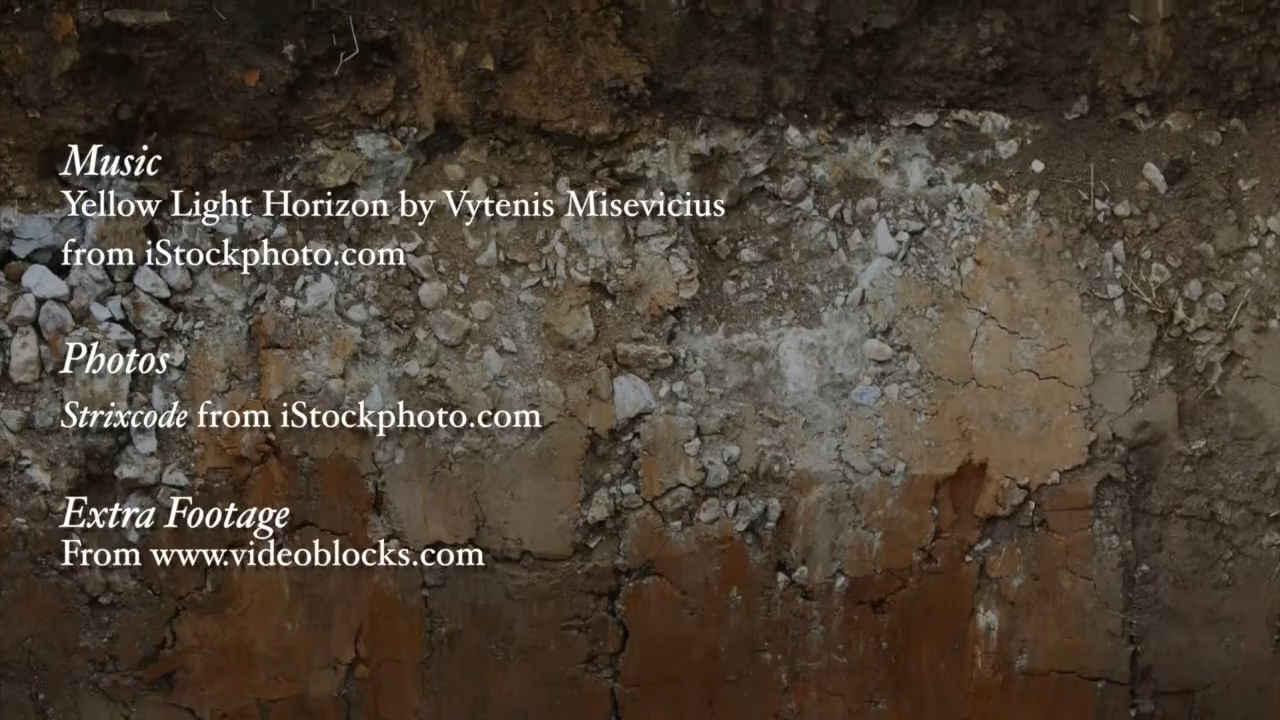 Music
Yellow Light Horizon by Vytenis Misevicius
from iStockphoto.com
Photos
Strixcode from iStockphoto.com
Extra Footage
From www.videoblocks.com